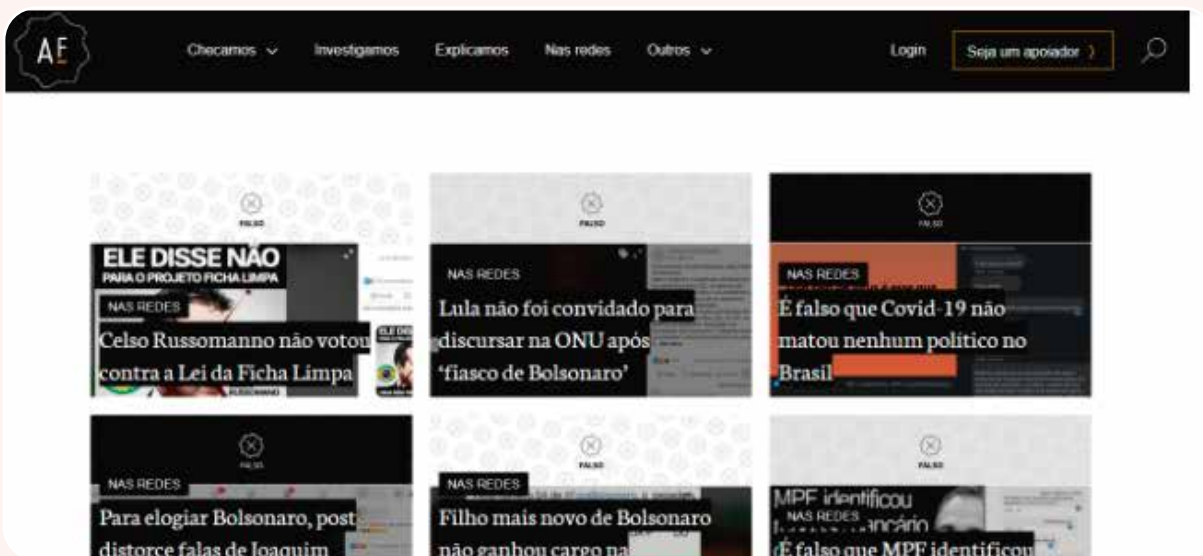 AF
Checamos
Investigamos
Explicamos
Nas redes
Outros
Login
Seja um apoiador
FALSO
FALSO
FALSO
ELE DISSE NÃO
PARA O PROJETO FICHA LIMPA
NAS REDES
Celso Russomanno não votou
contra a Lei da Ficha Limpa
RUSSOMANNO
NAS REDES
Lula não foi convidado para
discursar na ONU após
‘fiasco de Bolsonaro’
NAS REDES
É falso que Covid-19 não
matou nenhum político no
Brasil
FALSO
FALSO
FALSO
NAS REDES
Para elogiar Bolsonaro, post
distorce falas de Joaquim
NAS REDES
Filho mais novo de Bolsonaro
não ganhou cargo na
MPF identificou
NAS REDES
É falso que MPF identificou